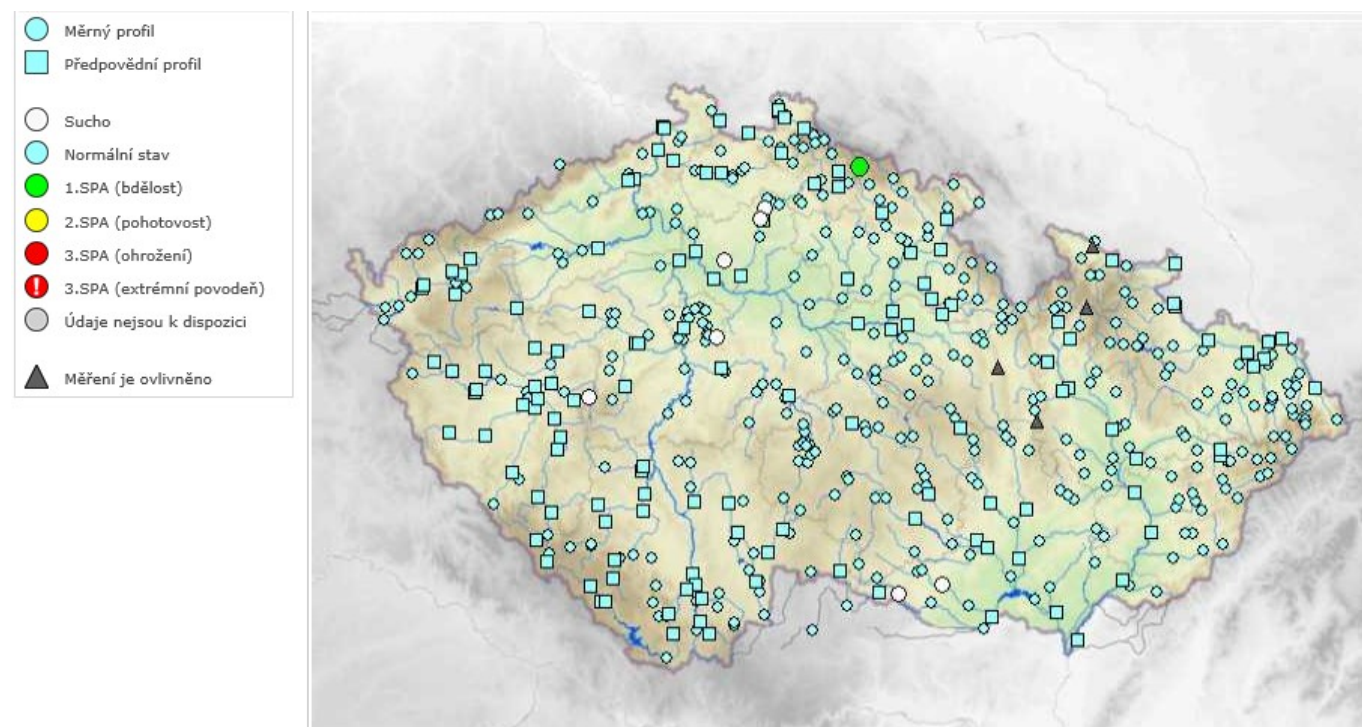 Měrný profil
Předpovědní profil
Sucho
Normální stav
1.SPA (bdělost)
2.SPA (pohotovost)
3.SPA (ohrožení)
3.SPA (extrémní povodeň)
Údaje nejsou k dispozici
Měření je ovlivněno